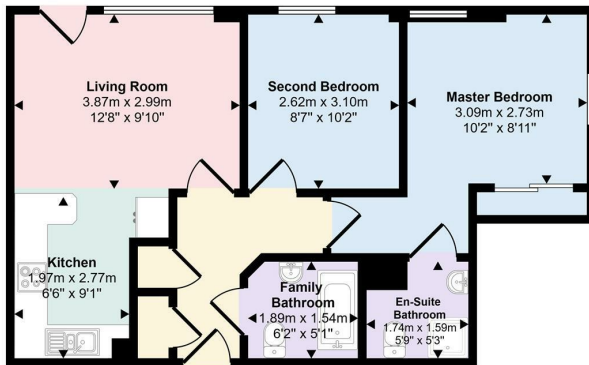 Living Room
3.87m x 2.99m
12'8" x 9'10"
Second Bedroom
2.62m x 3.10m
8'7" x 10'2"
Master Bedroom
3.09m x 2.73m
10'2" x 8'11"
Kitchen
1.97m x 2.77m
6'6" x 9'1"
Family
Bathroom
1.89m x 1.54m
6'2" x 5'1"
En-Suite
Bathroom
1.74m x 1.59m
5'9" x 5'3"